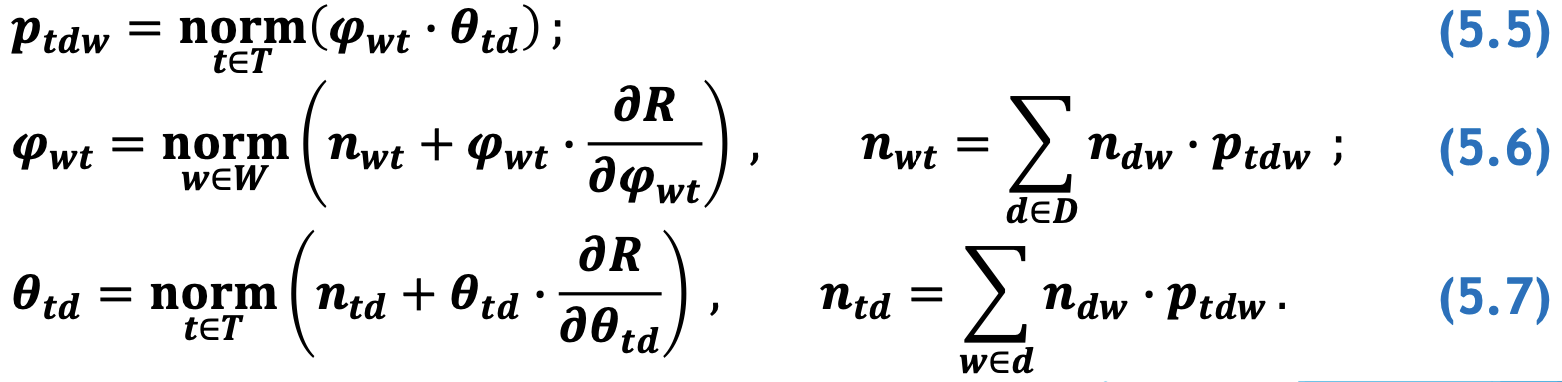 p_{tdw} = norm_{t∈T}(φ_{wt} · θ_{td}) ; (5.5)
φ_{wt} = norm_{w∈W}(n_{wt} + φ_{wt} · ∂R/∂φ_{wt}) , n_{wt} = ∑_{d∈D} n_{dw} · p_{tdw} ; (5.6)
θ_{td} = norm_{t∈T}(n_{td} + θ_{td} · ∂R/∂θ_{td}) , n_{td} = ∑_{w∈d} n_{dw} · p_{tdw} . (5.7)